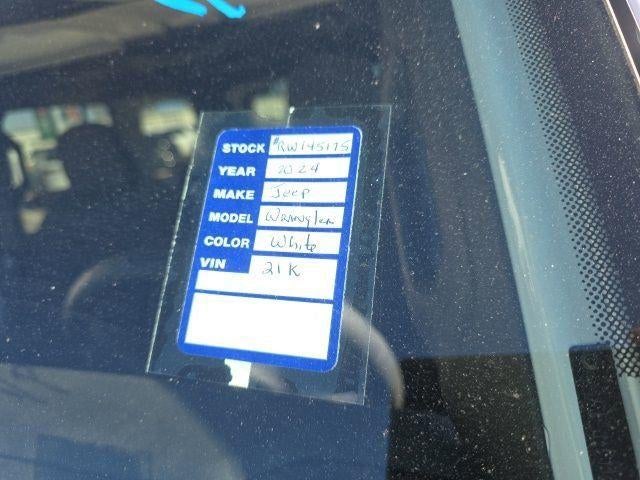 STOCK #RW145175
YEAR 2024
MAKE Jeep
MODEL Wrangler
COLOR White
VIN 21K